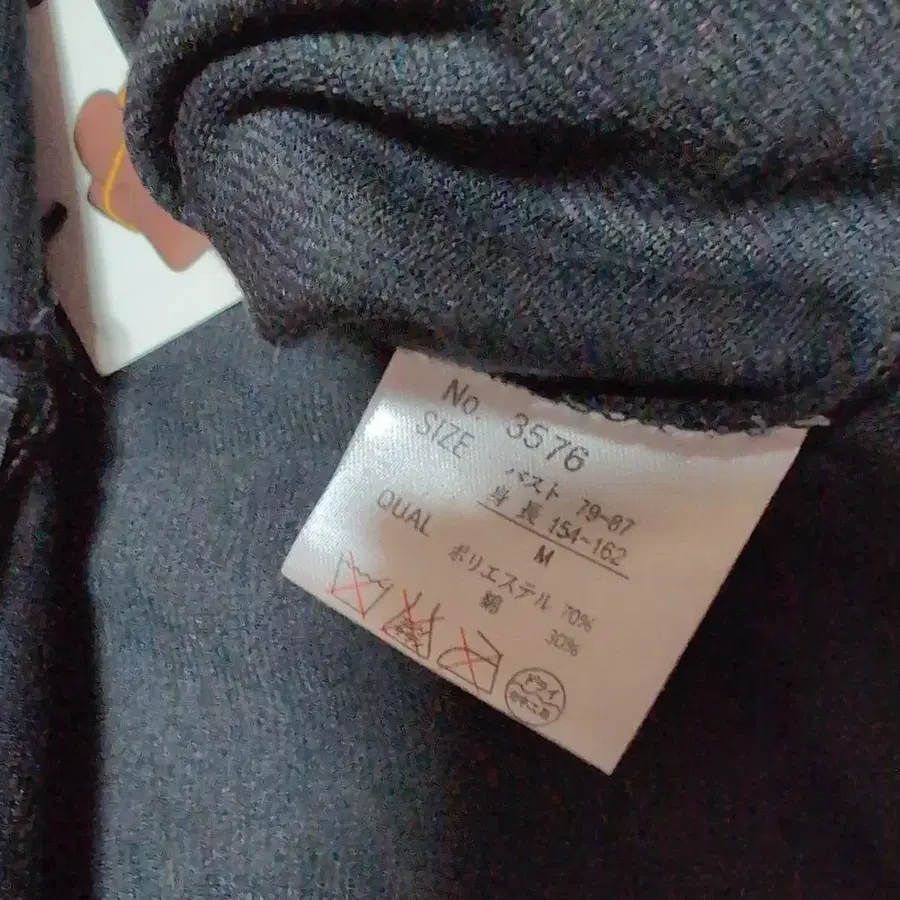 No. 3576
SIZE
バスト 79~87
身長 154~162
M
QUAL
ポリエステル 70%
綿 30%
ドライ